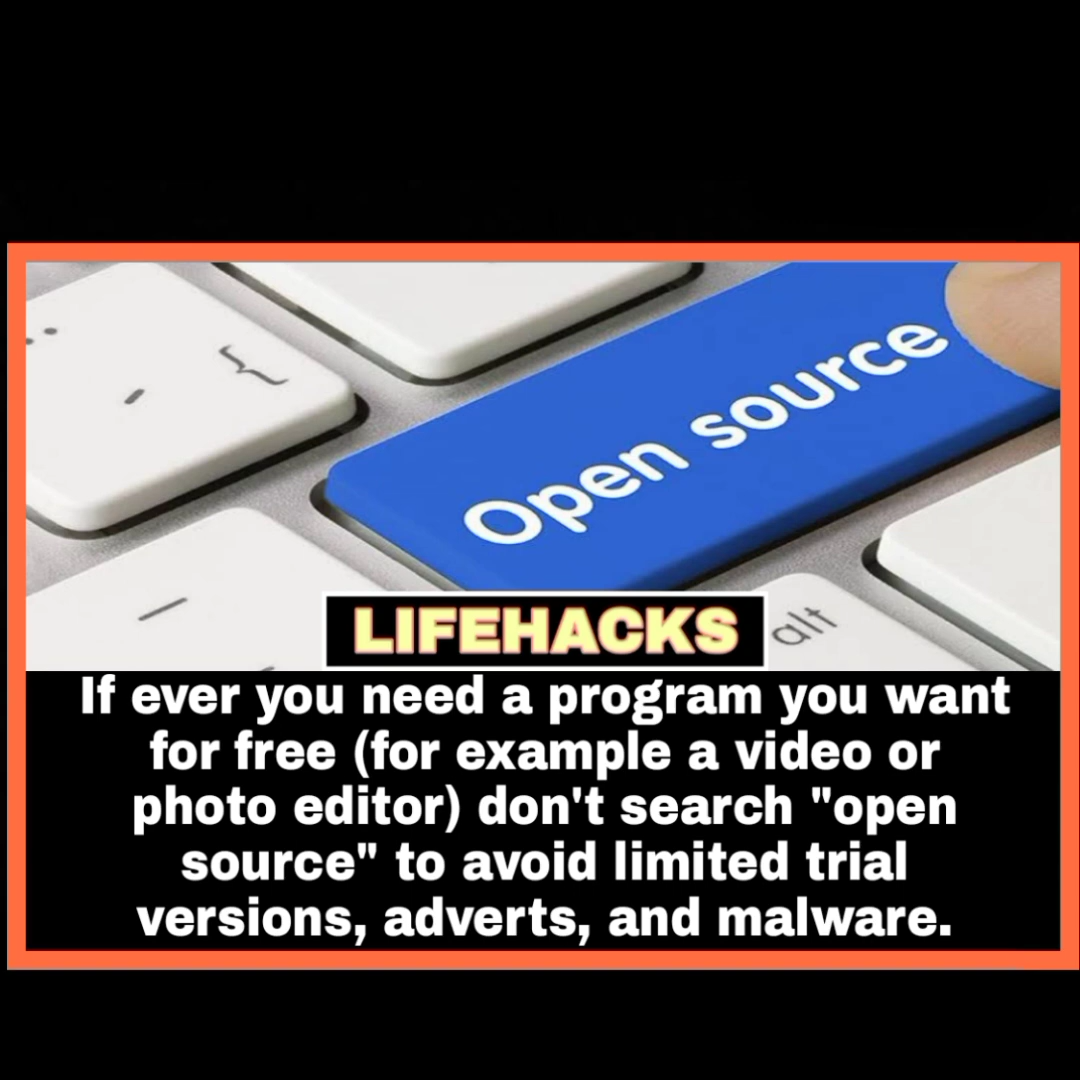 {
-
Open source
alt
LIFEHACKS
If ever you need a program you want
for free (for example a video or
photo editor) don't search "open
source" to avoid limited trial
versions, adverts, and malware.